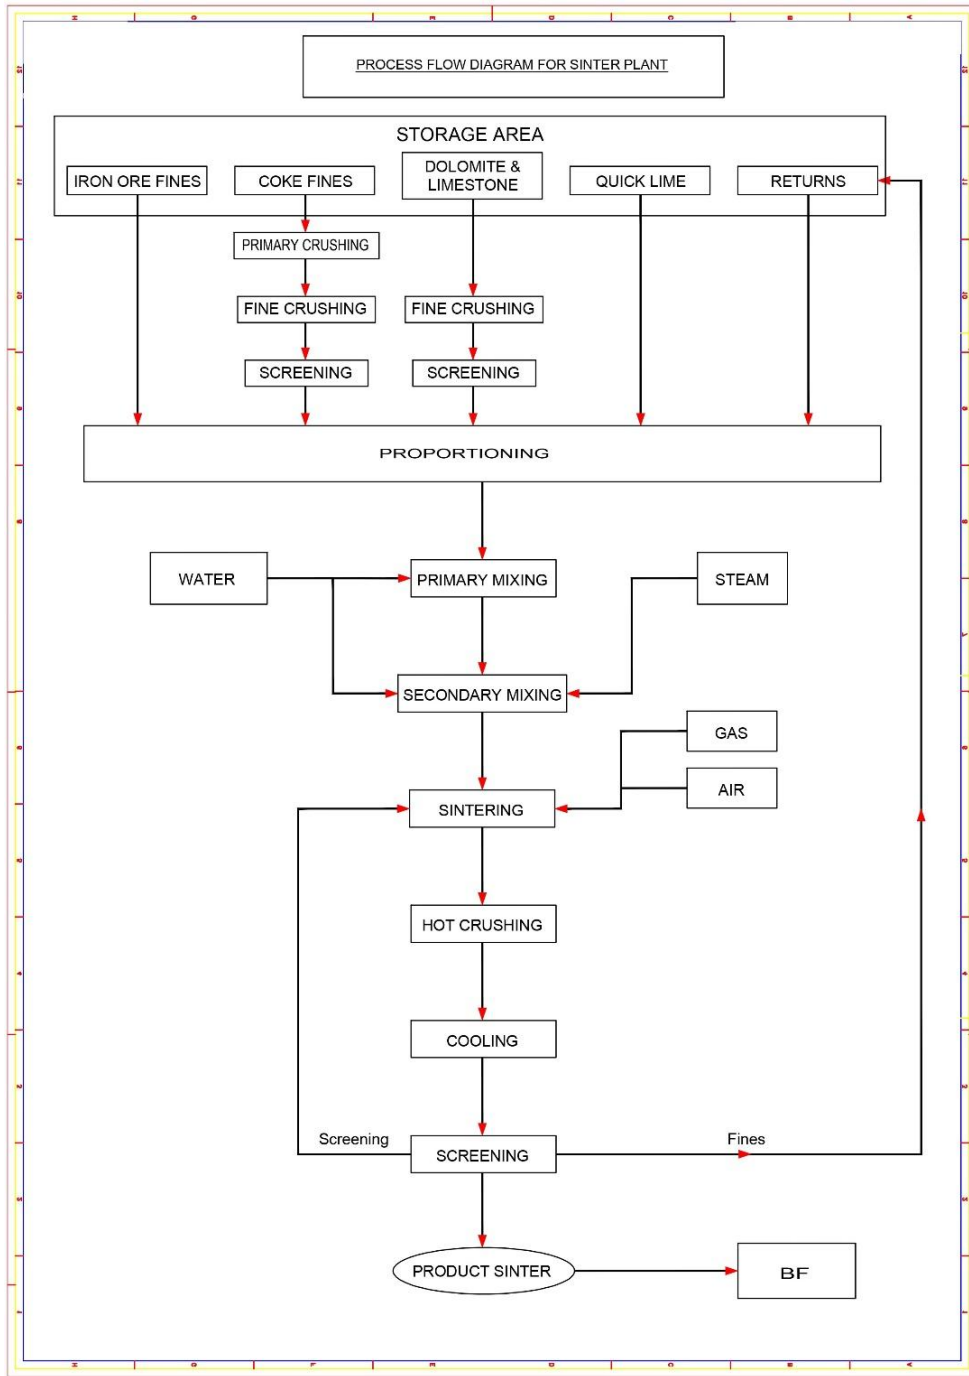 PROCESS FLOW DIAGRAM FOR SINTER PLANT
STORAGE AREA
IRON ORE FINES
COKE FINES
DOLOMITE &
LIMESTONE
QUICK LIME
RETURNS
PRIMARY CRUSHING
FINE CRUSHING
FINE CRUSHING
SCREENING
SCREENING
PROPORTIONING
WATER
PRIMARY MIXING
STEAM
SECONDARY MIXING
GAS
AIR
SINTERING
HOT CRUSHING
COOLING
Screening
SCREENING
Fines
PRODUCT SINTER
BF